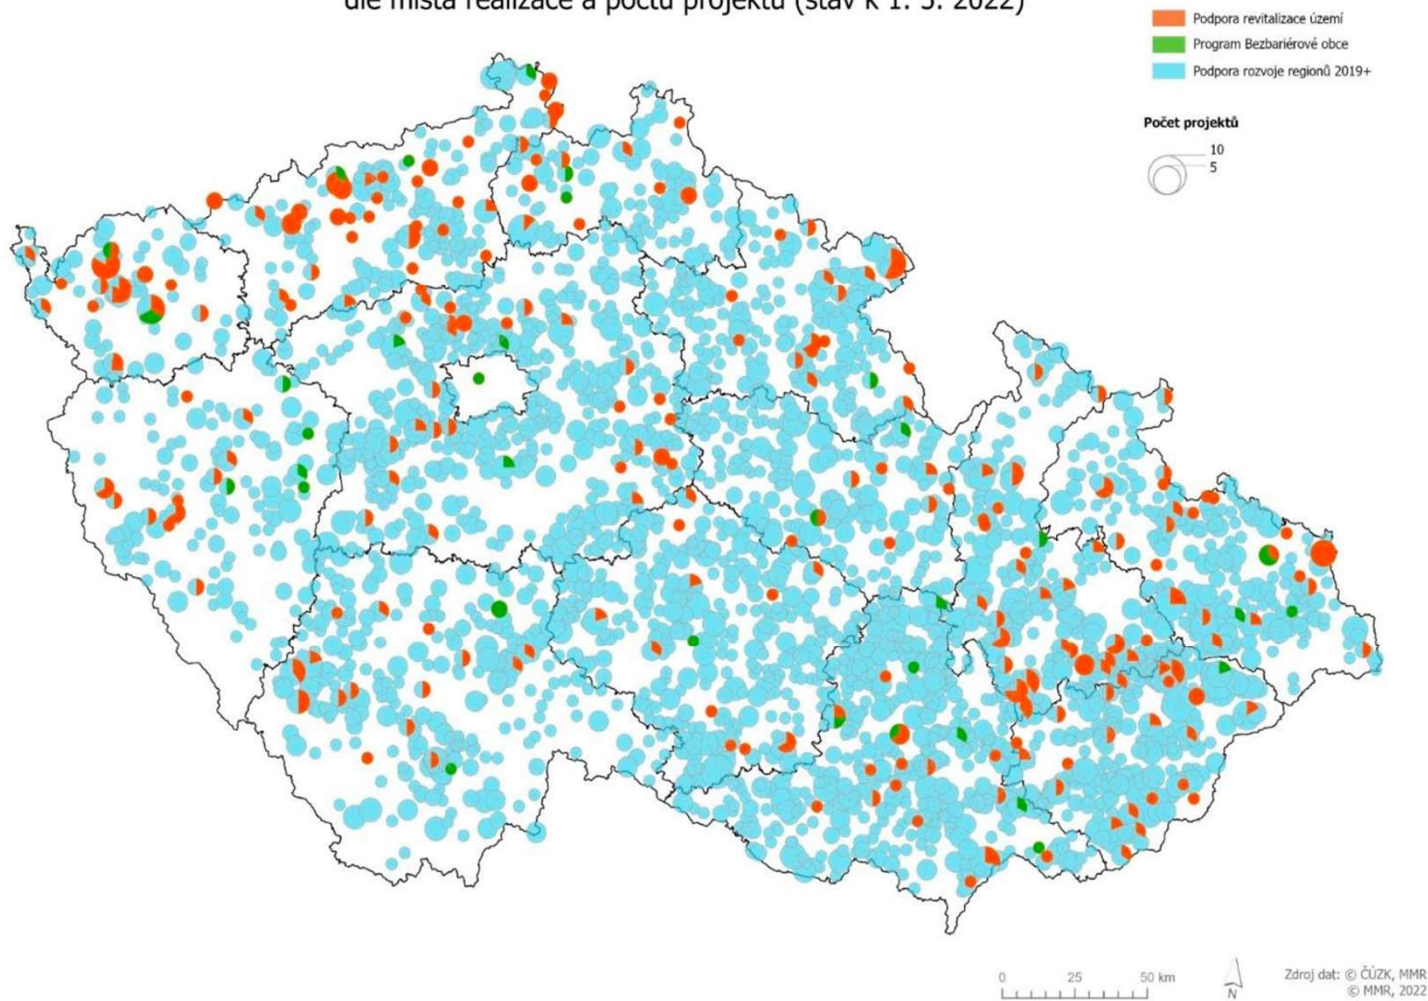 dle místa realizace a počtu projektů (stav k 1. 5. 2022)
Podpora revitalizace území
Program Bezbariérové obce
Podpora rozvoje regionů 2019+
Počet projektů
10
5
0 25 50 km
N
Zdroj dat: © ČÚZK, MMR
© MMR, 2022